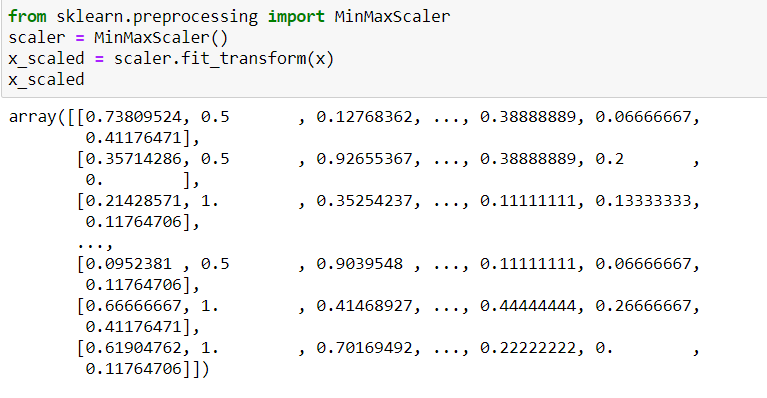 from sklearn.preprocessing import MinMaxScaler
scaler = MinMaxScaler()
x_scaled = scaler.fit_transform(x)
x_scaled
array([[0.73809524, 0.5       , 0.12768362, ..., 0.38888889, 0.06666667,
        0.41176471],
       [0.35714286, 0.5       , 0.92655367, ..., 0.38888889, 0.2       ,
        0.        ],
       [0.21428571, 1.        , 0.35254237, ..., 0.11111111, 0.13333333,
        0.11764706],
       ...,
       [0.0952381 , 0.5       , 0.9039548 , ..., 0.11111111, 0.06666667,
        0.11764706],
       [0.66666667, 1.        , 0.41468927, ..., 0.44444444, 0.26666667,
        0.41176471],
       [0.61904762, 1.        , 0.70169492, ..., 0.22222222, 0.        ,
        0.11764706]])